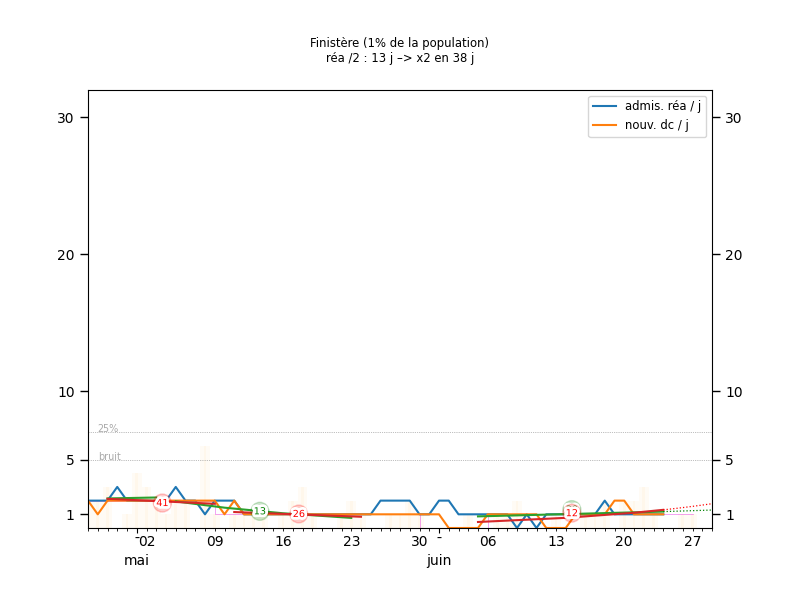 Finistère (1% de la population)
réa /2 : 13 j –> x2 en 38 j
admis. réa / j
nouv. dc / j
30 30
20 20
10 10
25%
5 5
bruit
41
13
26
12
1 1
02 09 16 23 30 06 13 20 27
mai juin